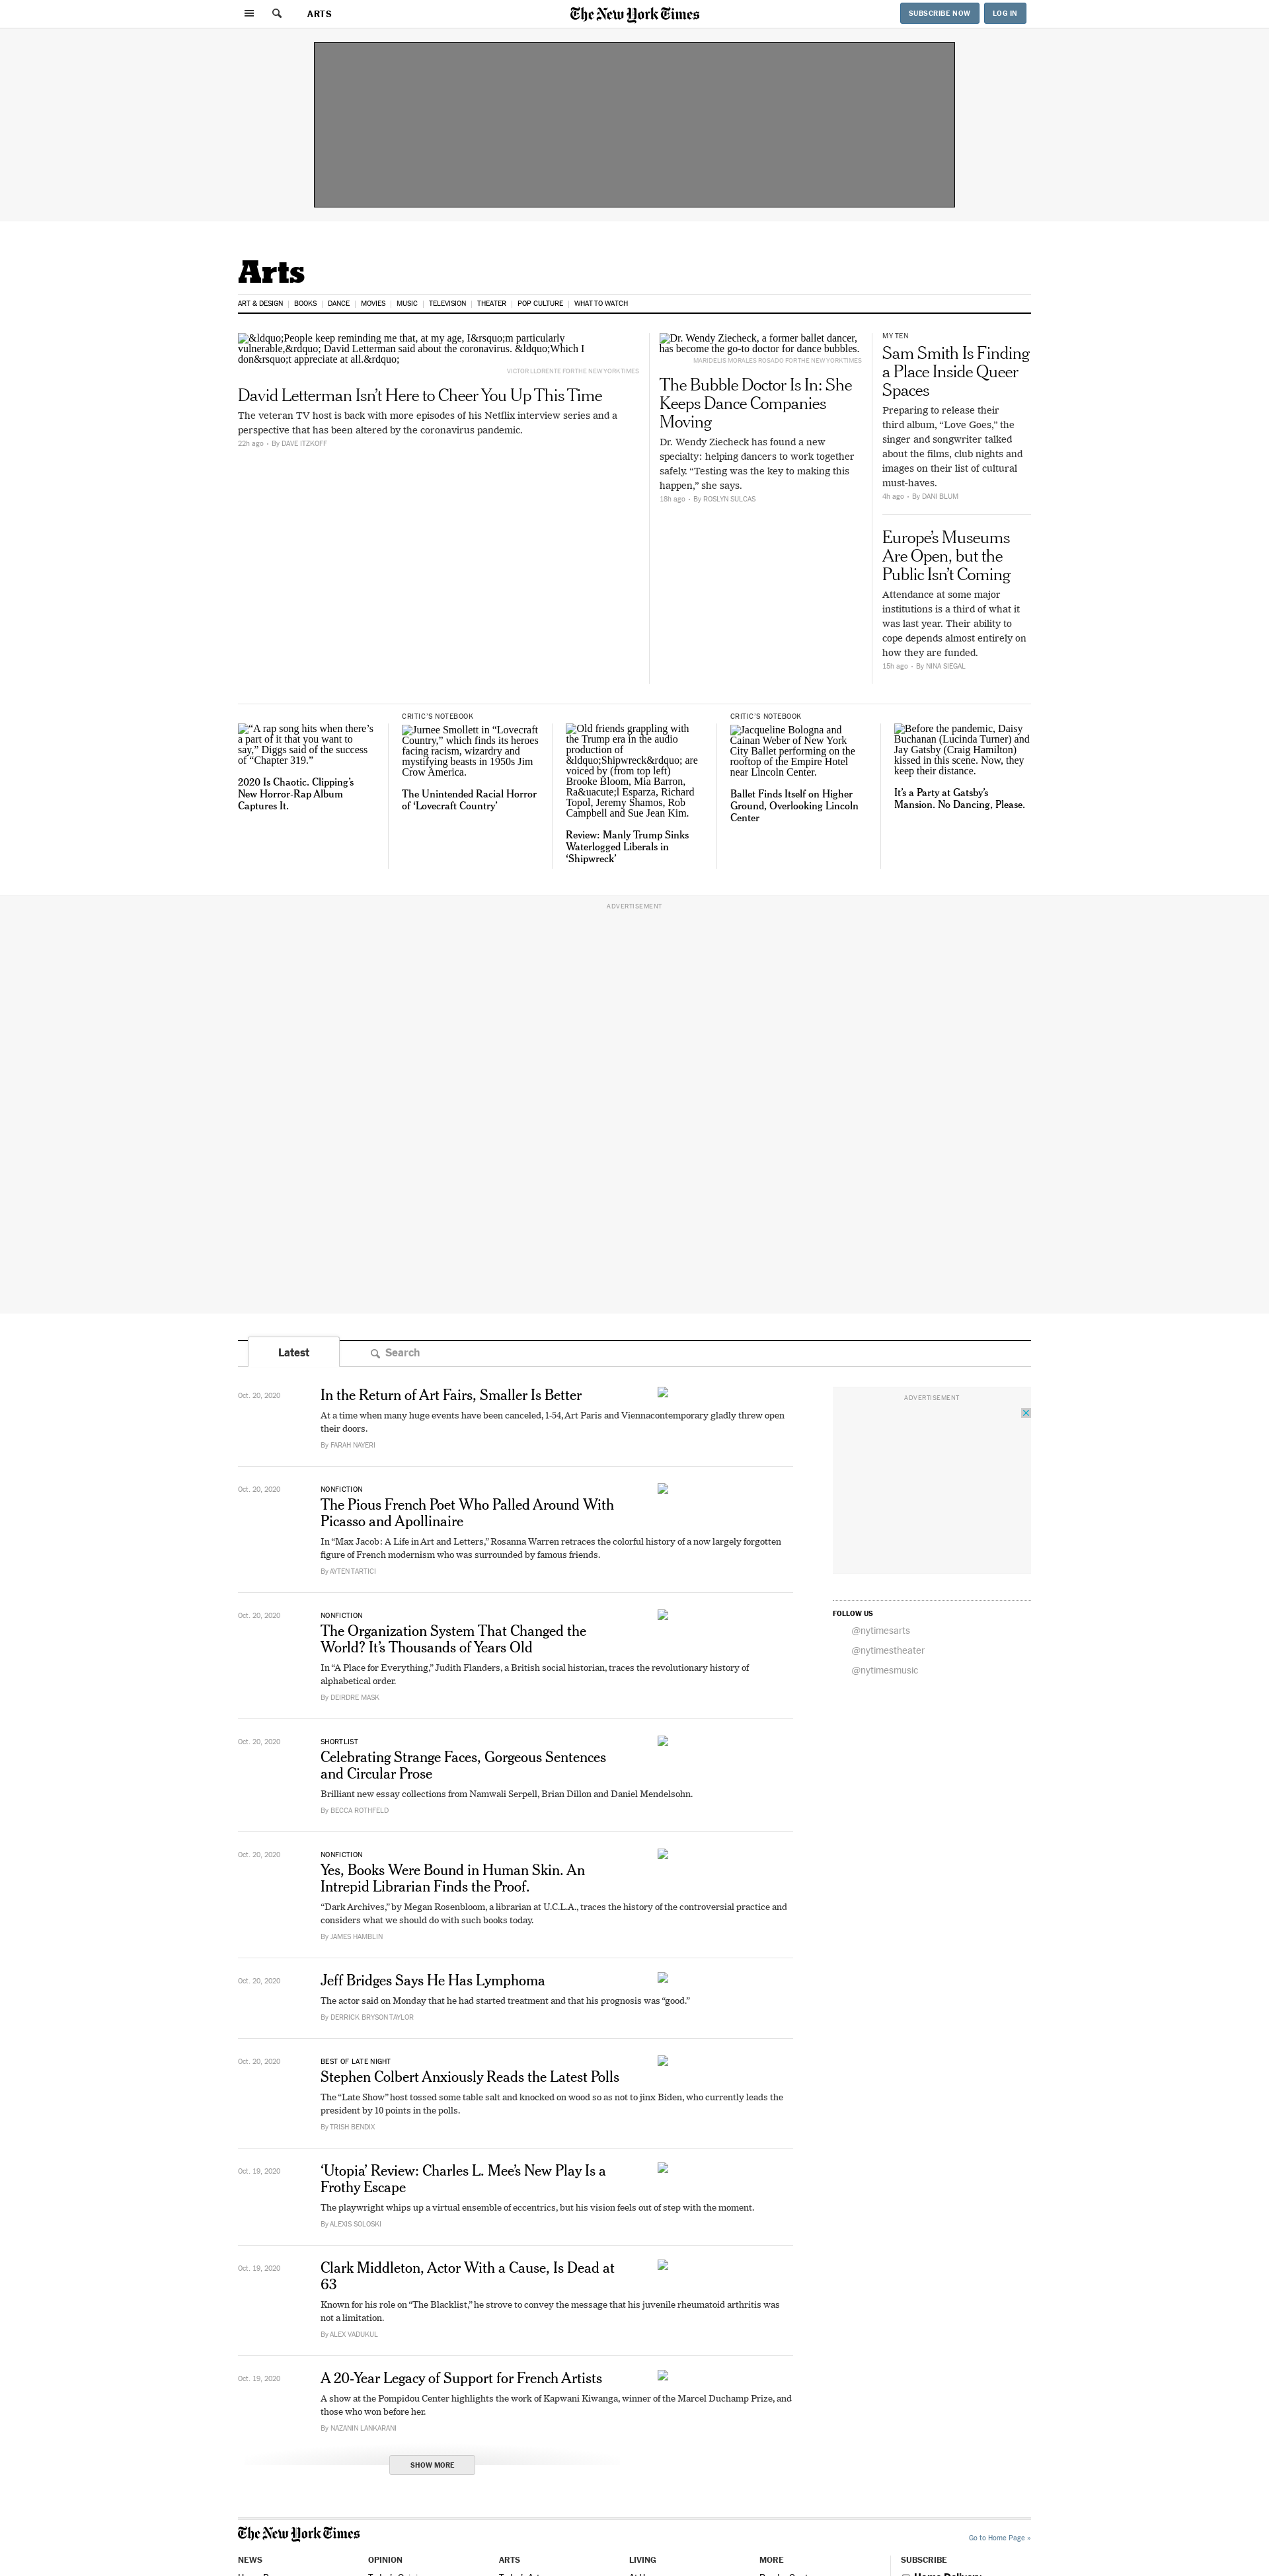 ARTS
The New York Times
SUBSCRIBE NOW
LOG IN
Arts
ART & DESIGN
BOOKS
DANCE
MOVIES
MUSIC
TELEVISION
THEATER
POP CULTURE
WHAT TO WATCH
&ldquo;People keep reminding me that, at my age, I&rsquo;m particularly
vulnerable,&rdquo; David Letterman said about the coronavirus. &ldquo;Which I
don&rsquo;t appreciate at all.&rdquo;
VICTOR LLORENTE FOR THE NEW YORK TIMES
David Letterman Isn’t Here to Cheer You Up This Time
The veteran TV host is back with more episodes of his Netflix interview series and a
perspective that has been altered by the coronavirus pandemic.
22h ago • By DAVE ITZKOFF
Dr. Wendy Ziecheck, a former ballet dancer,
has become the go-to doctor for dance bubbles.
MARIDELIS MORALES ROSADO FOR THE NEW YORK TIMES
The Bubble Doctor Is In: She
Keeps Dance Companies
Moving
Dr. Wendy Ziecheck has found a new
specialty: helping dancers to work together
safely. “Testing was the key to making this
happen,” she says.
18h ago • By ROSLYN SULCAS
MY TEN
Sam Smith Is Finding
a Place Inside Queer
Spaces
Preparing to release their
third album, “Love Goes,” the
singer and songwriter talked
about the films, club nights and
images on their list of cultural
must-haves.
4h ago • By DANI BLUM
Europe’s Museums
Are Open, but the
Public Isn’t Coming
Attendance at some major
institutions is a third of what it
was last year. Their ability to
cope depends almost entirely on
how they are funded.
15h ago • By NINA SIEGAL
“A rap song hits when there’s
a part of it that you want to
say,” Diggs said of the success
of “Chapter 319.”
2020 Is Chaotic. Clipping’s
New Horror-Rap Album
Captures It.
CRITIC’S NOTEBOOK
Jurnee Smollett in “Lovecraft
Country,” which finds its heroes
facing racism, wizardry and
mystifying beasts in 1950s Jim
Crow America.
The Unintended Racial Horror
of ‘Lovecraft Country’
Old friends grappling with
the Trump era in the audio
production of
&ldquo;Shipwreck&rdquo; are
voiced by (from top left)
Brooke Bloom, Mia Barron,
Ra&uacute;l Esparza, Richard
Topol, Jeremy Shamos, Rob
Campbell and Sue Jean Kim.
Review: Manly Trump Sinks
Waterlogged Liberals in
‘Shipwreck’
CRITIC’S NOTEBOOK
Jacqueline Bologna and
Cainan Weber of New York
City Ballet performing on the
rooftop of the Empire Hotel
near Lincoln Center.
Ballet Finds Itself on Higher
Ground, Overlooking Lincoln
Center
Before the pandemic, Daisy
Buchanan (Lucinda Turner) and
Jay Gatsby (Craig Hamilton)
kissed in this scene. Now, they
keep their distance.
It’s a Party at Gatsby’s
Mansion. No Dancing, Please.
ADVERTISEMENT
Latest
Search
Oct. 20, 2020
In the Return of Art Fairs, Smaller Is Better
At a time when many huge events have been canceled, 1-54, Art Paris and Viennacontemporary gladly threw open
their doors.
By FARAH NAYERI
Oct. 20, 2020
NONFICTION
The Pious French Poet Who Palled Around With
Picasso and Apollinaire
In “Max Jacob: A Life in Art and Letters,” Rosanna Warren retraces the colorful history of a now largely forgotten
figure of French modernism who was surrounded by famous friends.
By AYTEN TARTICI
Oct. 20, 2020
NONFICTION
The Organization System That Changed the
World? It’s Thousands of Years Old
In “A Place for Everything,” Judith Flanders, a British social historian, traces the revolutionary history of
alphabetical order.
By DEIRDRE MASK
Oct. 20, 2020
SHORTLIST
Celebrating Strange Faces, Gorgeous Sentences
and Circular Prose
Brilliant new essay collections from Namwali Serpell, Brian Dillon and Daniel Mendelsohn.
By BECCA ROTHFELD
Oct. 20, 2020
NONFICTION
Yes, Books Were Bound in Human Skin. An
Intrepid Librarian Finds the Proof.
“Dark Archives,” by Megan Rosenbloom, a librarian at U.C.L.A., traces the history of the controversial practice and
considers what we should do with such books today.
By JAMES HAMBLIN
Oct. 20, 2020
Jeff Bridges Says He Has Lymphoma
The actor said on Monday that he had started treatment and that his prognosis was “good.”
By DERRICK BRYSON TAYLOR
Oct. 20, 2020
BEST OF LATE NIGHT
Stephen Colbert Anxiously Reads the Latest Polls
The “Late Show” host tossed some table salt and knocked on wood so as not to jinx Biden, who currently leads the
president by 10 points in the polls.
By TRISH BENDIX
Oct. 19, 2020
‘Utopia’ Review: Charles L. Mee’s New Play Is a
Frothy Escape
The playwright whips up a virtual ensemble of eccentrics, but his vision feels out of step with the moment.
By ALEXIS SOLOSKI
Oct. 19, 2020
Clark Middleton, Actor With a Cause, Is Dead at
63
Known for his role on “The Blacklist,” he strove to convey the message that his juvenile rheumatoid arthritis was
not a limitation.
By ALEX VADUKUL
Oct. 19, 2020
A 20-Year Legacy of Support for French Artists
A show at the Pompidou Center highlights the work of Kapwani Kiwanga, winner of the Marcel Duchamp Prize, and
those who won before her.
By NAZANIN LANKARANI
SHOW MORE
ADVERTISEMENT
FOLLOW US
@nytimesarts
@nytimestheater
@nytimesmusic
The New York Times
Go to Home Page »
NEWS
OPINION
ARTS
LIVING
MORE
SUBSCRIBE